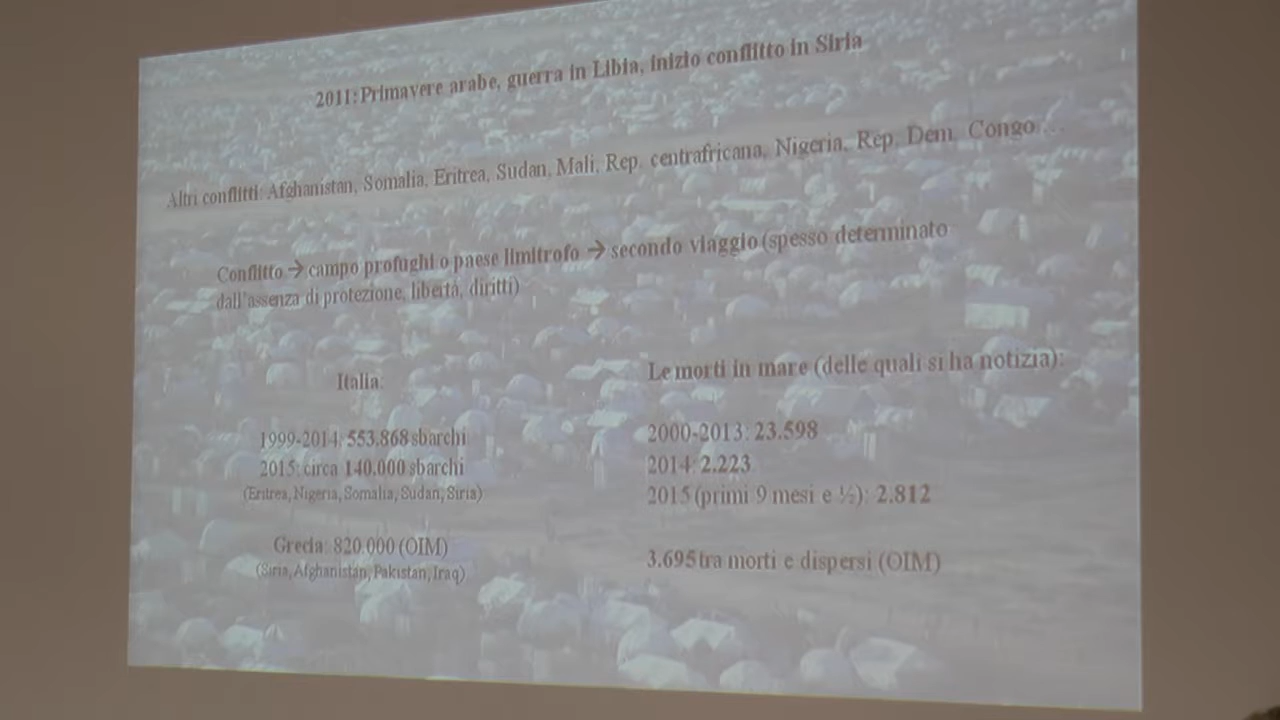 2011: Primavere arabe, guerra in Libia, inizio conflitto in Siria
Altri conflitti: Afghanistan, Somalia, Eritrea, Sudan, Mali, Rep. centrafricana, Nigeria, Rep. Dem. Congo…
Conflitto → campo profughi o paese limitrofo → secondo viaggio (spesso determinato
dall'assenza di protezione, libertà, diritti)
Italia:
1999-2014: 553.868 sbarchi
2015: circa 140.000 sbarchi
(Eritrea, Nigeria, Somalia, Sudan, Siria)
Grecia: 820.000 (OIM)
(Siria, Afghanistan, Pakistan, Iraq)
Le morti in mare (delle quali si ha notizia):
2000-2013: 23.598
2014: 2.223
2015 (primi 9 mesi e ½): 2.812
3.695 tra morti e dispersi (OIM)